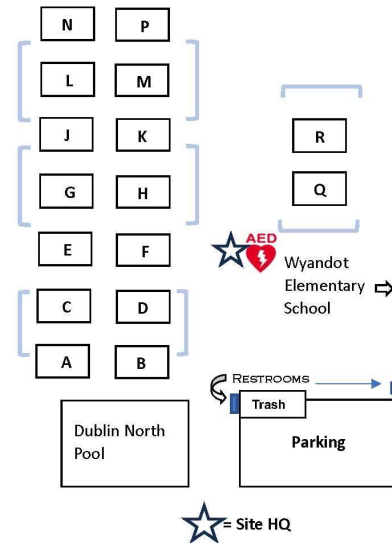 N P
L M
J K
R
G H
Q
E F
AED
Wyandot
Elementary
School
C D
A B
RESTROOMS
Trash
Dublin North
Pool
Parking
= Site HQ